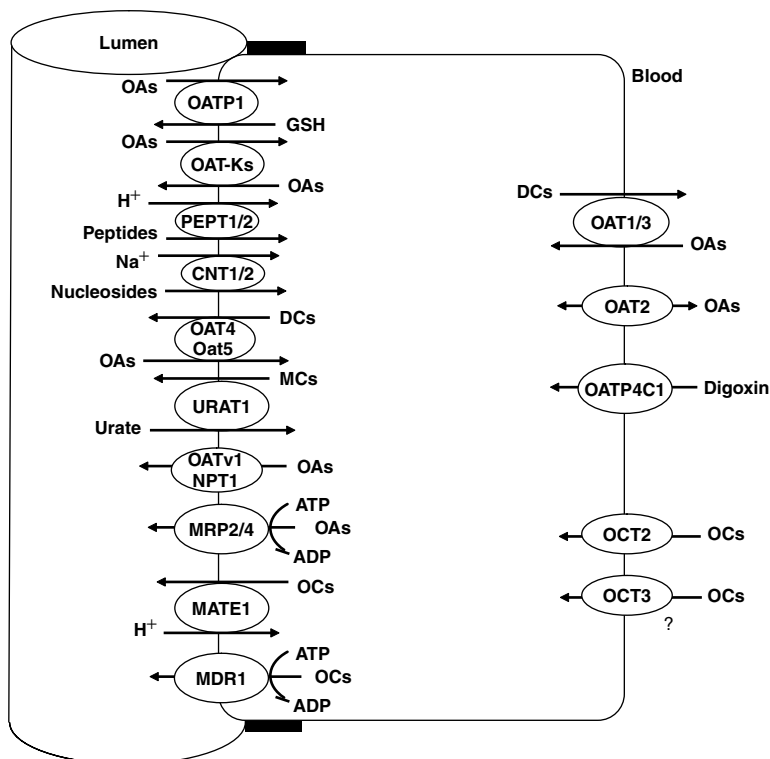 Lumen
Blood
OAs
OATP1
GSH
OAs
OAT-Ks
OAs
H+
PEPT1/2
Peptides
Na+
CNT1/2
Nucleosides
DCs
OAT4
Oat5
OAs
MCs
URAT1
Urate
OATv1
NPT1
OAs
ATP
MRP2/4
OAs
ADP
OCs
MATE1
H+
ATP
MDR1
OCs
ADP
DCs
OAT1/3
OAs
OAT2
OAs
OATP4C1
Digoxin
OCT2
OCs
OCT3
OCs
?